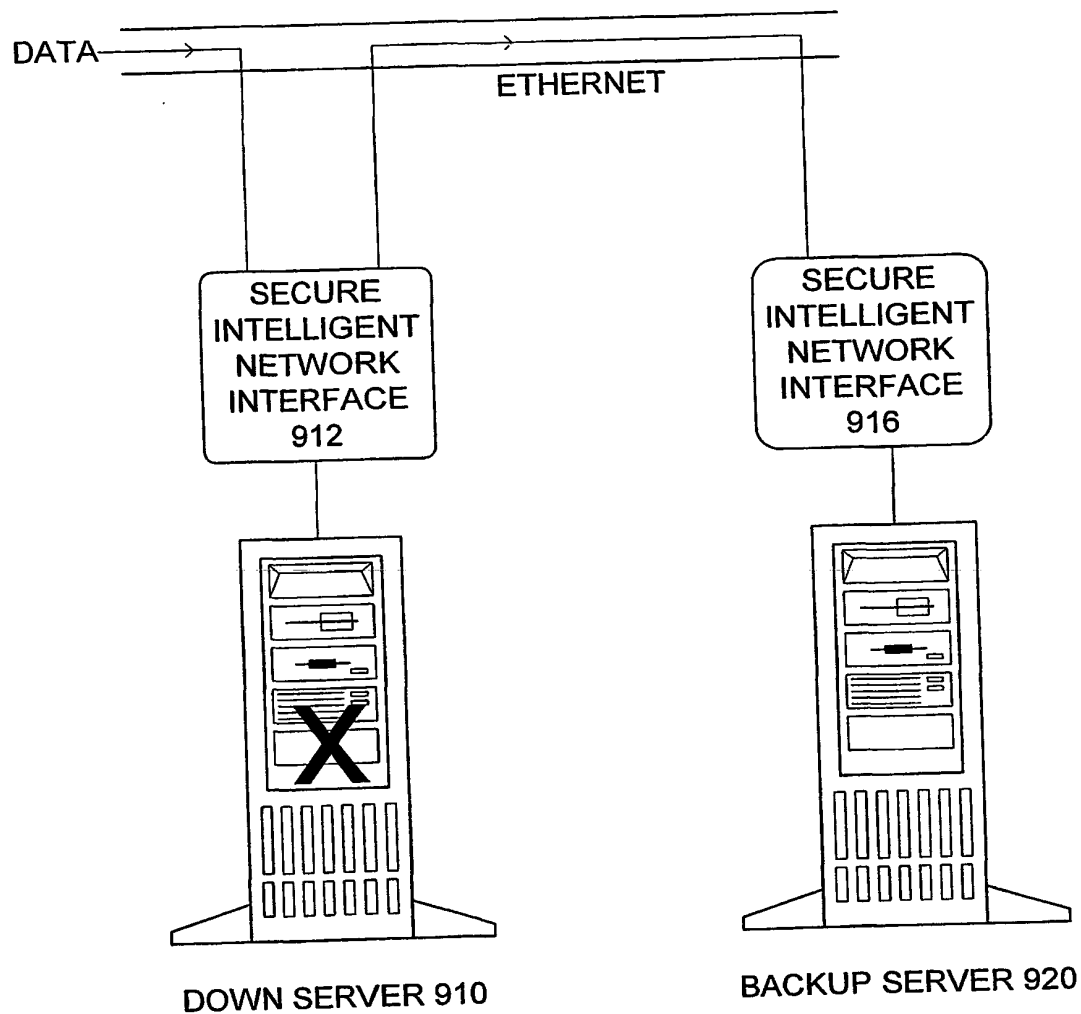 DATA
ETHERNET
SECURE
INTELLIGENT
NETWORK
INTERFACE
912
SECURE
INTELLIGENT
NETWORK
INTERFACE
916
DOWN SERVER 910
BACKUP SERVER 920